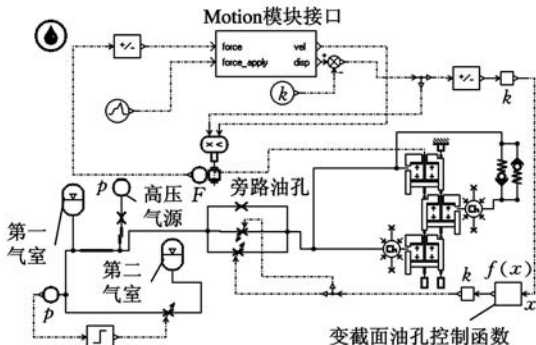 Motion模块接口
+/-
force
vel
force_apply
disp
+
-
k
+/-
k
x <
F
p
高压
气源
旁路油孔
第一
气室
第二
气室
p
k
f(x)
x
变截面油孔控制函数